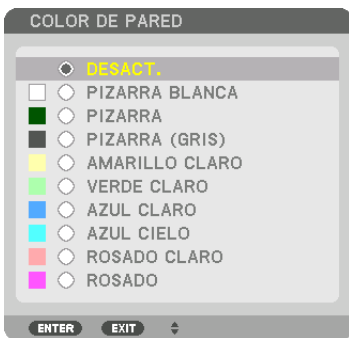 COLOR DE PARED
DESACT.
PIZARRA BLANCA
PIZARRA
PIZARRA (GRIS)
AMARILLO CLARO
VERDE CLARO
AZUL CLARO
AZUL CIELO
ROSADO CLARO
ROSADO
ENTER EXIT